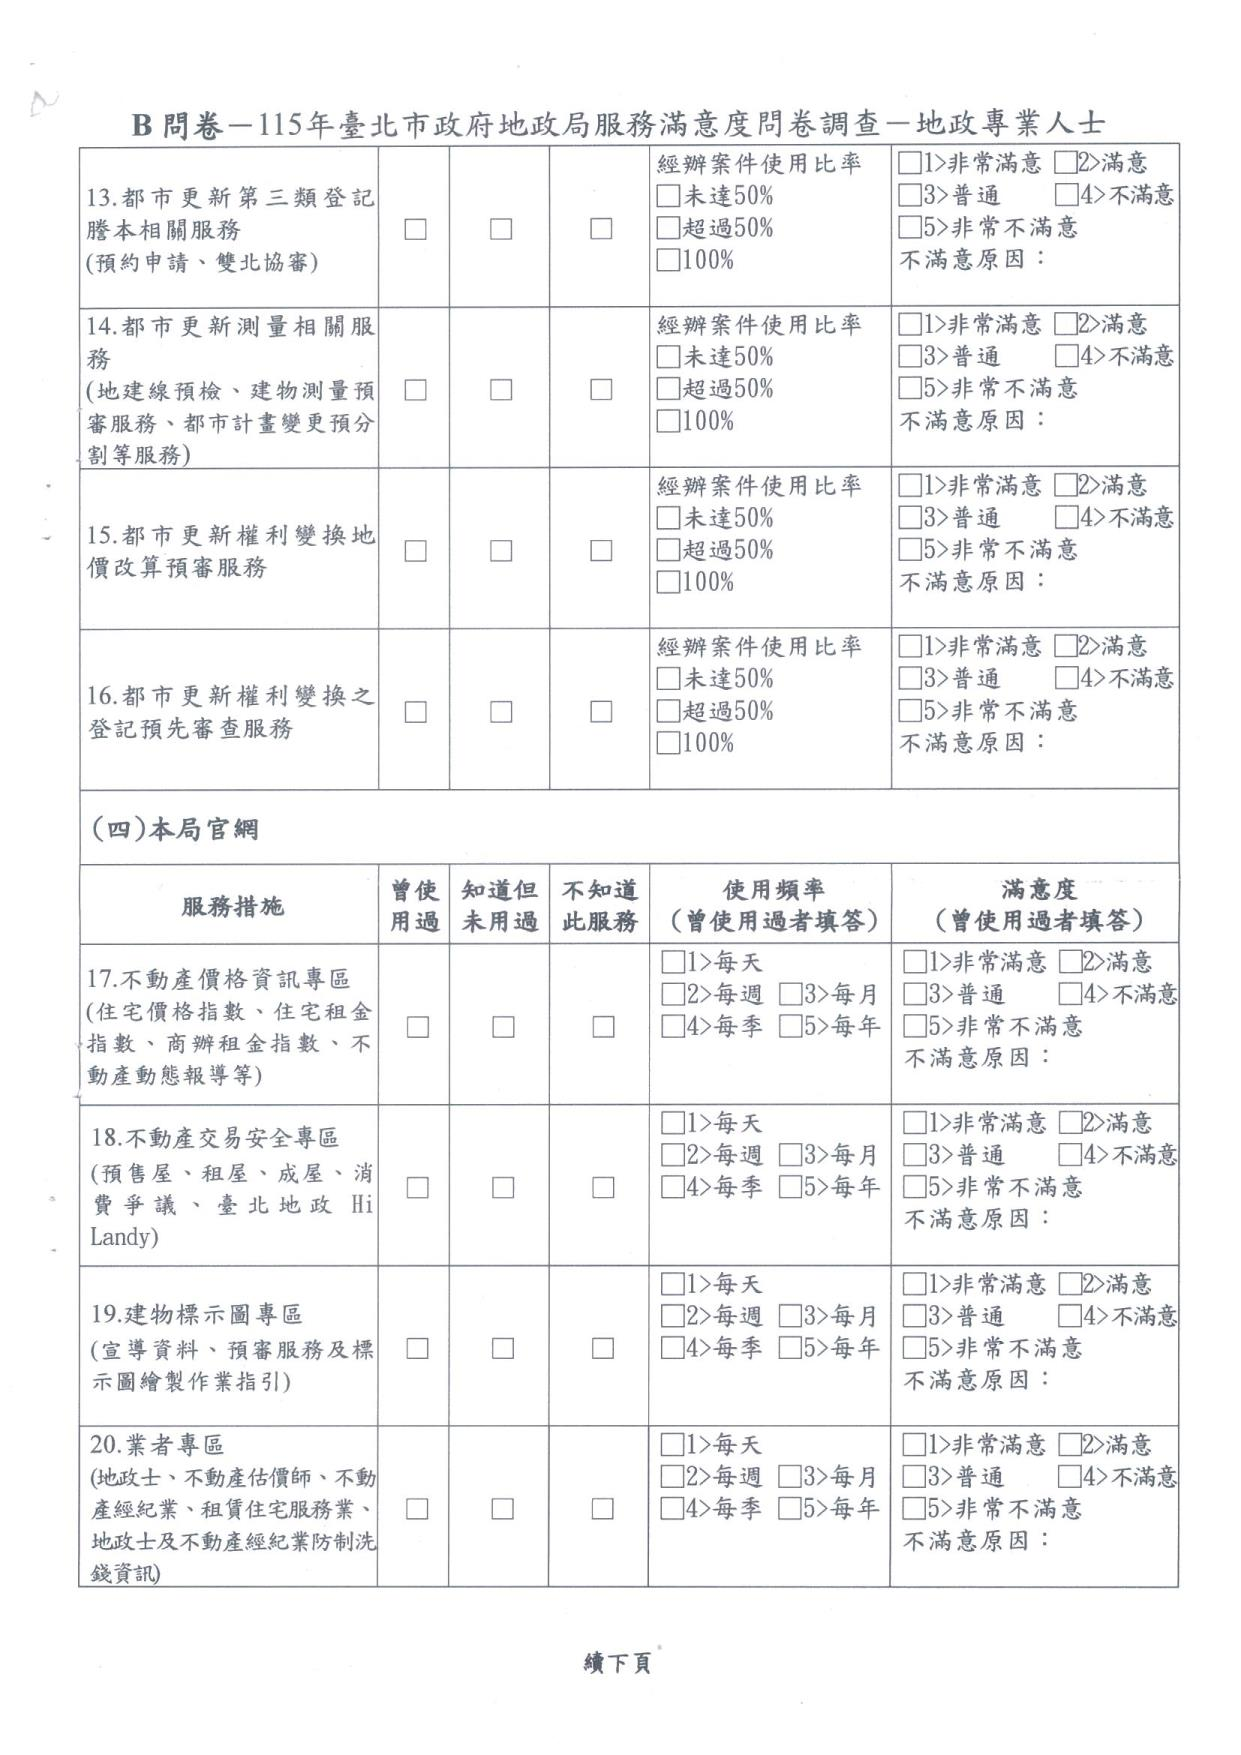 B 問卷－115年臺北市政府地政局服務滿意度問卷調查－地政專業人士
13.都市更新第三類登記
謄本相關服務
(預約申請、雙北協審)
□ □ □
經辦案件使用比率
□未達50%
□超過50%
□100%
□1>非常滿意 □2>滿意
□3>普通 □4>不滿意
□5>非常不滿意
不滿意原因：
14.都市更新測量相關服
務
(地建線預檢、建物測量預
審服務、都市計畫變更預分
割等服務)
□ □ □
經辦案件使用比率
□未達50%
□超過50%
□100%
□1>非常滿意 □2>滿意
□3>普通 □4>不滿意
□5>非常不滿意
不滿意原因：
15.都市更新權利變換地
價改算預審服務
□ □ □
經辦案件使用比率
□未達50%
□超過50%
□100%
□1>非常滿意 □2>滿意
□3>普通 □4>不滿意
□5>非常不滿意
不滿意原因：
16.都市更新權利變換之
登記預先審查服務
□ □ □
經辦案件使用比率
□未達50%
□超過50%
□100%
□1>非常滿意 □2>滿意
□3>普通 □4>不滿意
□5>非常不滿意
不滿意原因：
(四)本局官網
服務措施
曾使
用過
知道但
未用過
不知道
此服務
使用頻率
(曾使用過者填答)
滿意度
(曾使用過者填答)
17.不動產價格資訊專區
(住宅價格指數、住宅租金
指數、商辦租金指數、不
動產動態報導等)
□ □ □
□1>每天
□2>每週 □3>每月
□4>每季 □5>每年
□1>非常滿意 □2>滿意
□3>普通 □4>不滿意
□5>非常不滿意
不滿意原因：
18.不動產交易安全專區
(預售屋、租屋、成屋、消
費爭議、臺北地政 Hi
Landy)
□ □ □
□1>每天
□2>每週 □3>每月
□4>每季 □5>每年
□1>非常滿意 □2>滿意
□3>普通 □4>不滿意
□5>非常不滿意
不滿意原因：
19.建物標示圖專區
(宣導資料、預審服務及標
示圖繪製作業指引)
□ □ □
□1>每天
□2>每週 □3>每月
□4>每季 □5>每年
□1>非常滿意 □2>滿意
□3>普通 □4>不滿意
□5>非常不滿意
不滿意原因：
20.業者專區
(地政士、不動產估價師、不動
產經紀業、租賃住宅服務業、
地政士及不動產經紀業防制洗
錢資訊)
□ □ □
□1>每天
□2>每週 □3>每月
□4>每季 □5>每年
□1>非常滿意 □2>滿意
□3>普通 □4>不滿意
□5>非常不滿意
不滿意原因：
續下頁